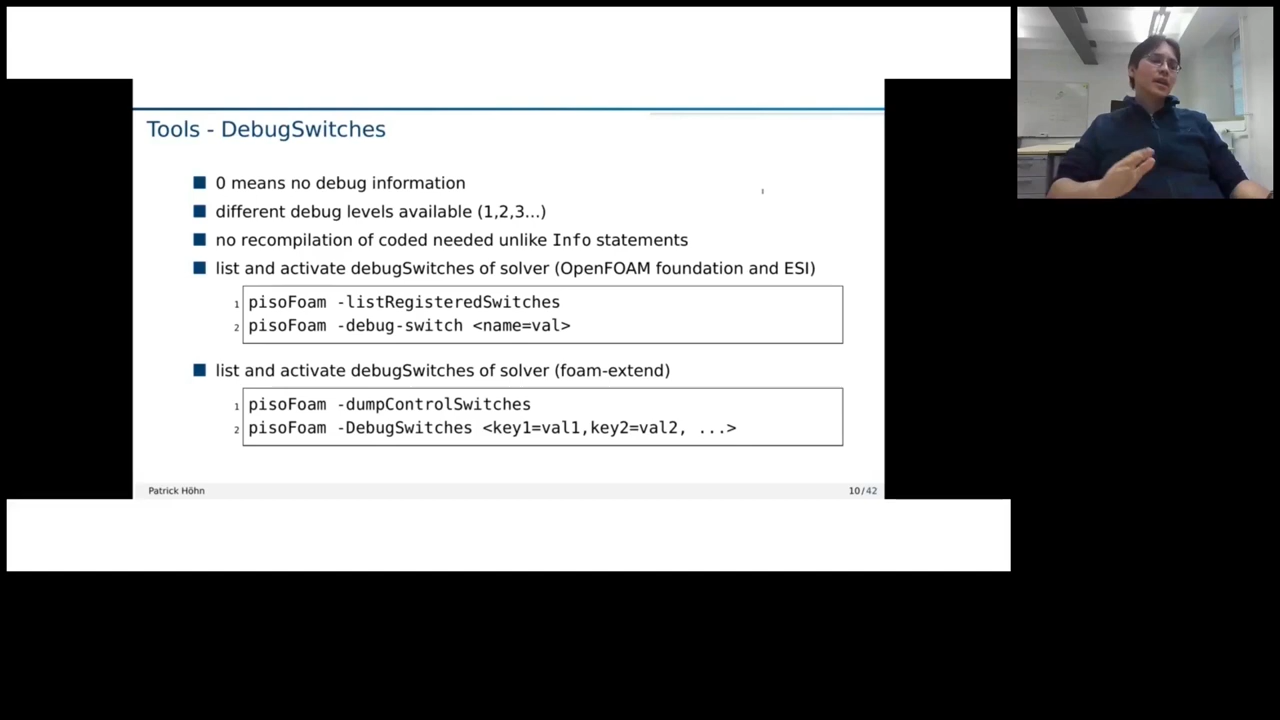 Tools - DebugSwitches
0 means no debug information
different debug levels available (1,2,3...)
no recompilation of coded needed unlike Info statements
list and activate debugSwitches of solver (OpenFOAM foundation and ESI)
1 pisoFoam -listRegisteredSwitches
2 pisoFoam -debug-switch <name=val>
list and activate debugSwitches of solver (foam-extend)
1 pisoFoam -dumpControlSwitches
2 pisoFoam -DebugSwitches <key1=val1,key2=val2, ...>
Patrick Höhn 10/42